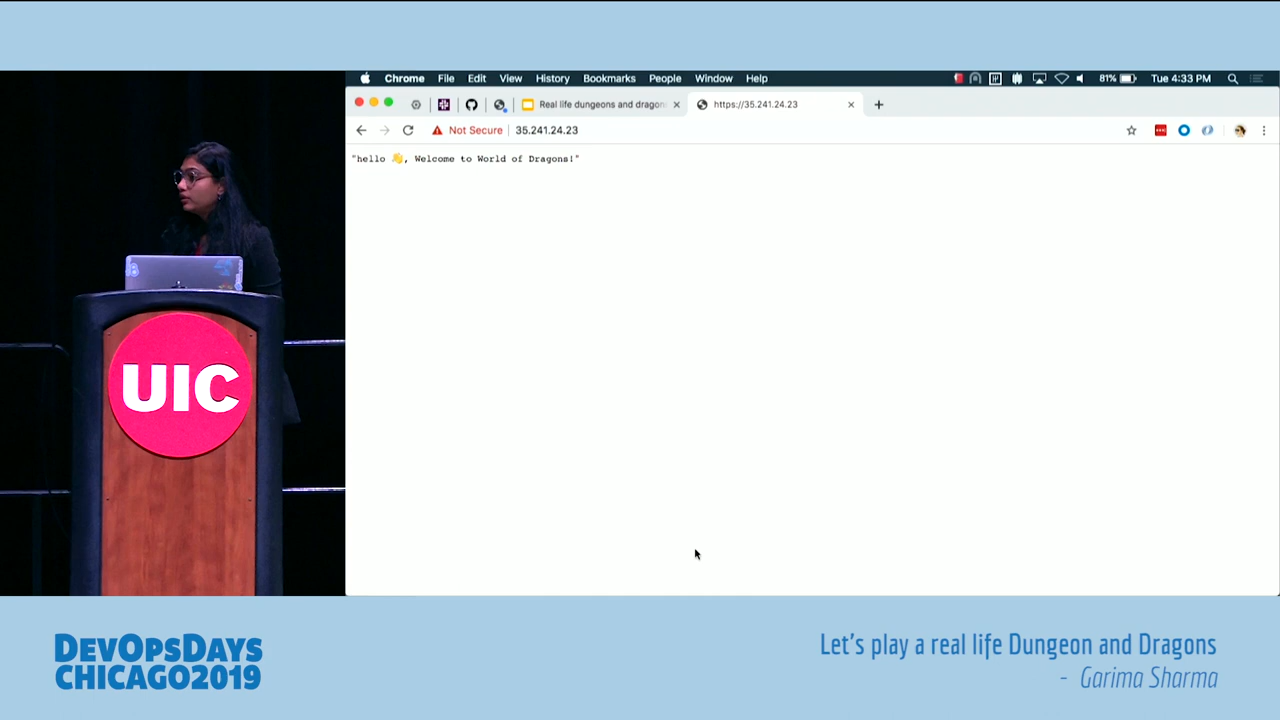 Chrome File Edit View History Bookmarks People Window Help
81% Tue 4:33 PM
Real life dungeons and dragon
https://35.241.24.23
Not Secure 35.241.24.23
"hello 👋, Welcome to World of Dragons!"
UIC
DEVOPSDAYS
CHICAGO2019
Let's play a real life Dungeon and Dragons
- Garima Sharma